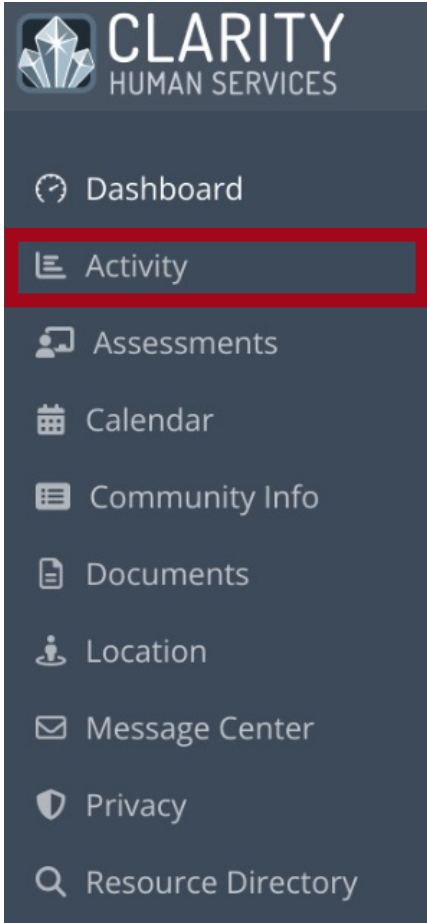 CLARITY
HUMAN SERVICES
Dashboard
Activity
Assessments
Calendar
Community Info
Documents
Location
Message Center
Privacy
Resource Directory